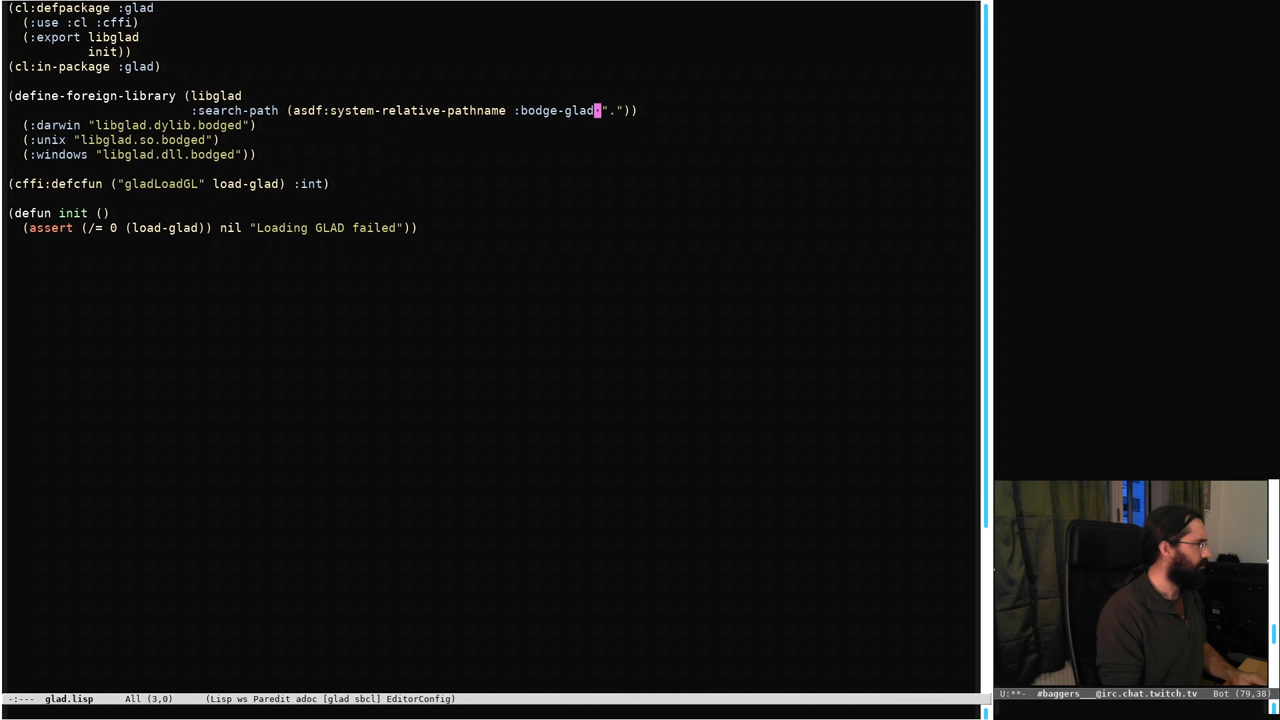 (cl:defpackage :glad
  (:use :cl :cffi)
  (:export libglad
           init))
(cl:in-package :glad)
(define-foreign-library (libglad
                         :search-path (asdf:system-relative-pathname :bodge-glad "."))
  (:darwin "libglad.dylib.bodged")
  (:unix "libglad.so.bodged")
  (:windows "libglad.dll.bodged"))
(cffi:defcfun ("gladLoadGL" load-glad) :int)
(defun init ()
  (assert (/= 0 (load-glad)) nil "Loading GLAD failed"))
-:--- glad.lisp All (3,0) (Lisp ws Paredit adoc [glad sbcl] EditorConfig)
U:**- #baggers___@irc.chat.twitch.tv Bot (79,38)